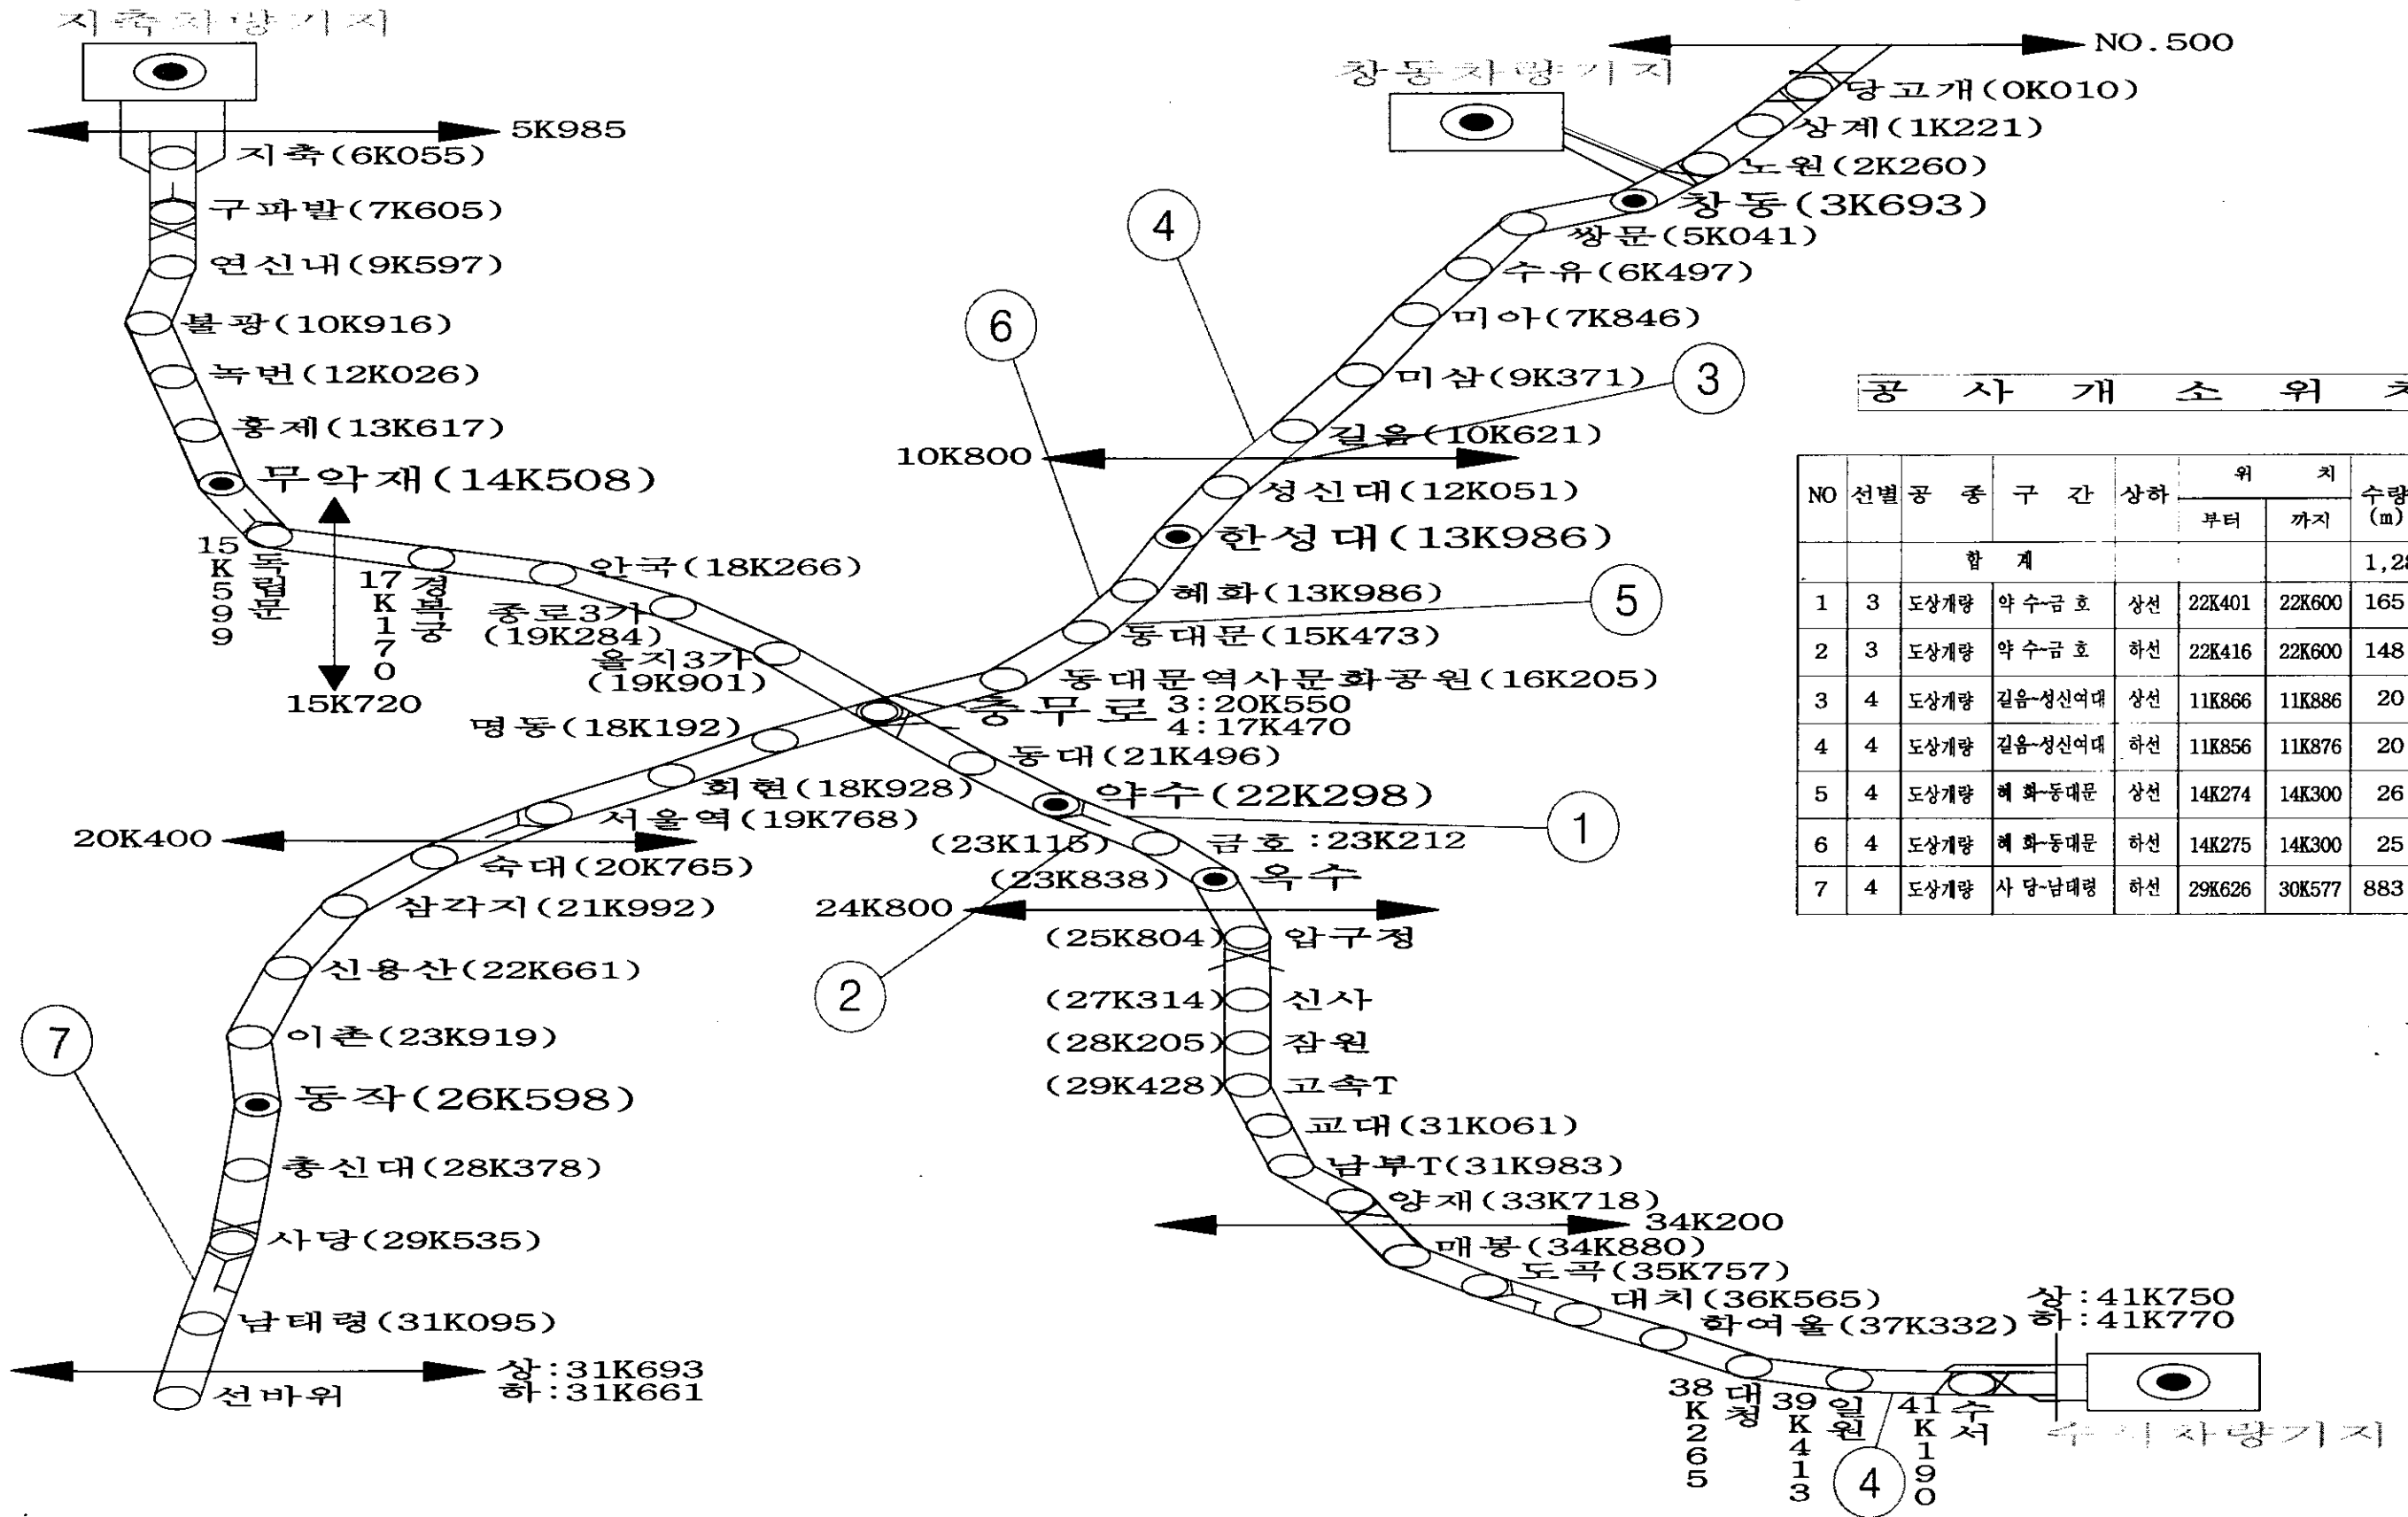 지축차량기지
5K985
지축(6K055)
구파발(7K605)
연신내(9K597)
불광(10K916)
녹번(12K026)
홍제(13K617)
무악재(14K508)
15K599
독립문
15K720
17K170
경복궁
안국(18K266)
종로3가
(19K284)
을지3가
(19K901)
충무로
3:20K550
4:17K470
동대(21K496)
약수(22K298)
①
(23K115)
금호:23K212
(23K838)
옥수
24K800
②
(25K804)
압구정
(27K314)
신사
(28K205)
잠원
(29K428)
고속T
교대(31K061)
남부T(31K983)
양재(33K718)
34K200
매봉(34K880)
도곡(35K757)
대치(36K565)
학여울(37K332)
38K265
대청
39K413
일원
④
41K190
수서
상:41K750
하:41K770
수서차량기지
NO.500
창동차량기지
당고개(0K010)
상계(1K221)
노원(2K260)
창동(3K693)
쌍문(5K041)
수유(6K497)
미아(7K846)
미삼(9K371)
③
④
길음(10K621)
10K800
성신대(12K051)
한성대(13K986)
⑥
혜화(13K986)
⑤
동대문(15K473)
동대문역사문화공원(16K205)
명동(18K192)
회현(18K928)
서울역(19K768)
20K400
숙대(20K765)
삼각지(21K992)
신용산(22K661)
이촌(23K919)
⑦
동작(26K598)
총신대(28K378)
사당(29K535)
남태령(31K095)
상:31K693
하:31K661
선바위
공 사 개 소 위 치
NO 선별 공 종 구 간 상하 위 치 수량(m)
부터 까지
합 계 1,28
1 3 도상개량 약 수~금 호 상선 22K401 22K600 165
2 3 도상개량 약 수~금 호 하선 22K416 22K600 148
3 4 도상개량 길음~성신여대 상선 11K866 11K886 20
4 4 도상개량 길음~성신여대 하선 11K856 11K876 20
5 4 도상개량 혜 화~동대문 상선 14K274 14K300 26
6 4 도상개량 혜 화~동대문 하선 14K275 14K300 25
7 4 도상개량 사 당~남태령 하선 29K626 30K577 883